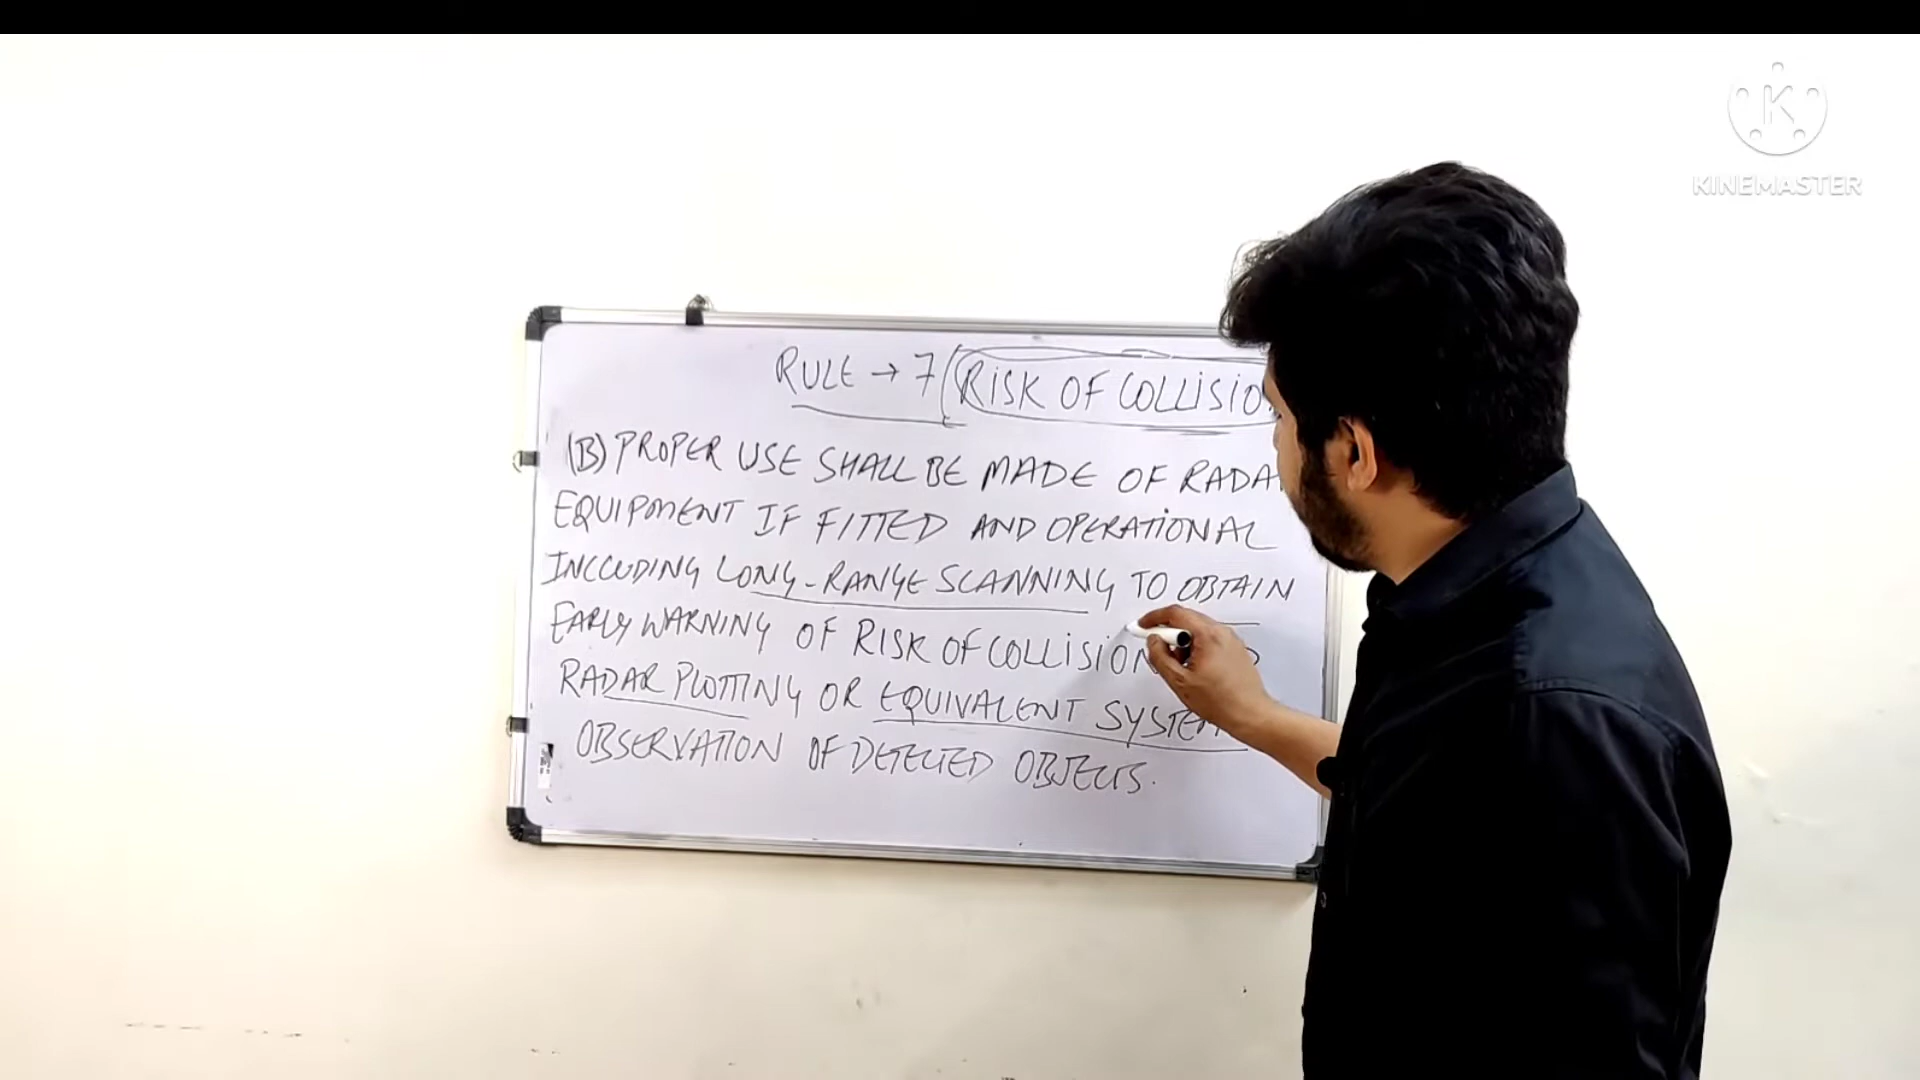 KINEMASTER
RULE → 7 (RISK OF COLLISIO
(B) PROPER USE SHALL BE MADE OF RADA
EQUIPMENT IF FITTED AND OPERATIONAL
INCLUDING LONG-RANGE SCANNING TO OBTAIN
EARLY WARNING OF RISK OF COLLISION
RADAR PLOTTING OR EQUIVALENT SYSTEM
OBSERVATION OF DETECTED OBJECTS.